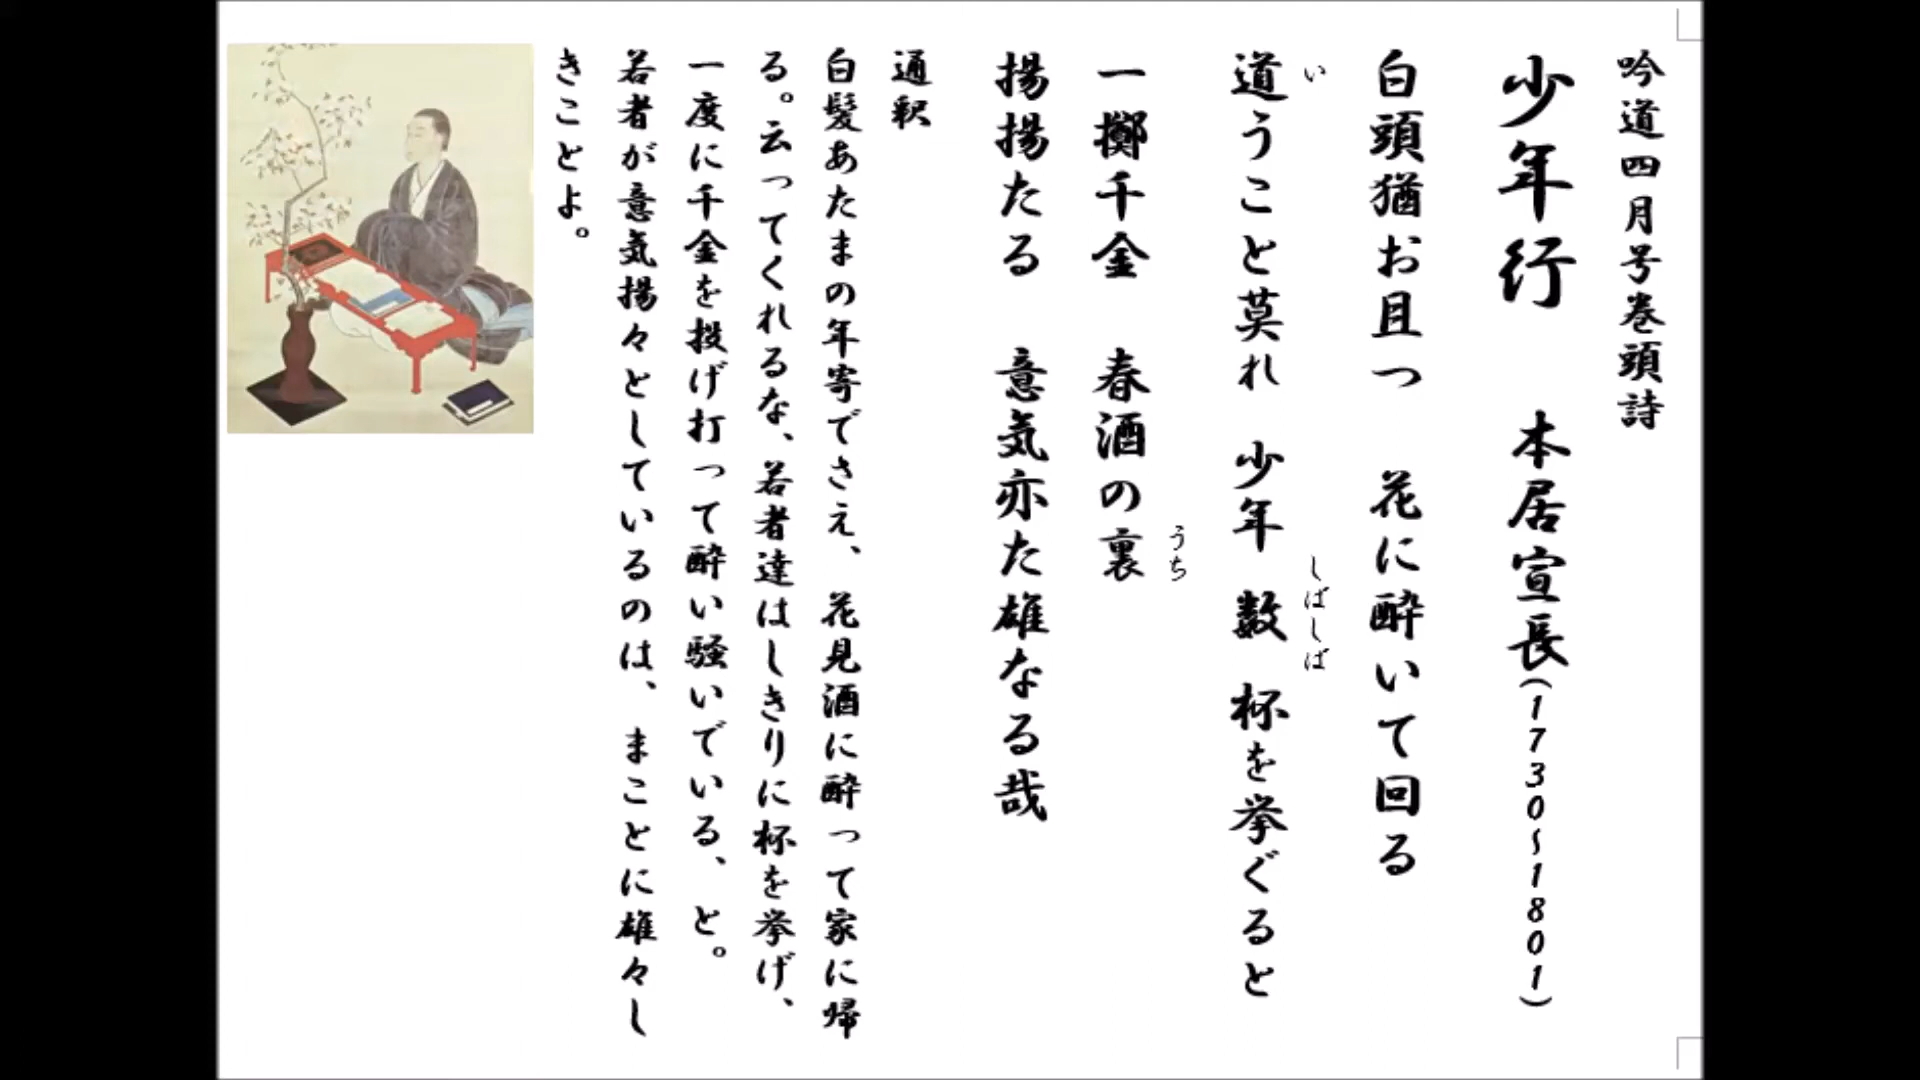 吟道四月号巻頭詩
少年行　本居宣長(1730~1801)
白頭猶お且つ　花に酔いて回る
道うこと莫れ　少年　数　杯を挙ぐると
い
しばしば
一擲千金　春酒の裏
うち
揚揚たる　意気亦た雄なる哉
通釈
白髪あたまの年寄でさえ、花見酒に酔って家に帰
る。云ってくれるな、若者達はしきりに杯を挙げ、
一度に千金を投げ打って酔い騒いでいる、と。
若者が意気揚々としているのは、まことに雄々し
きことよ。